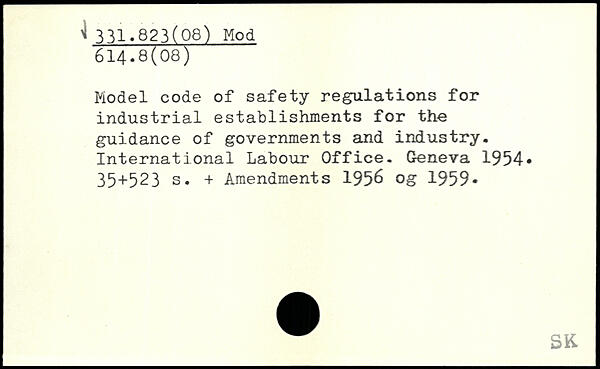 331.823(08) Mod
614.8(08)
Model code of safety regulations for
industrial establishments for the
guidance of governments and industry.
International Labour Office. Geneva 1954.
35+523 s. + Amendments 1956 og 1959.
SK